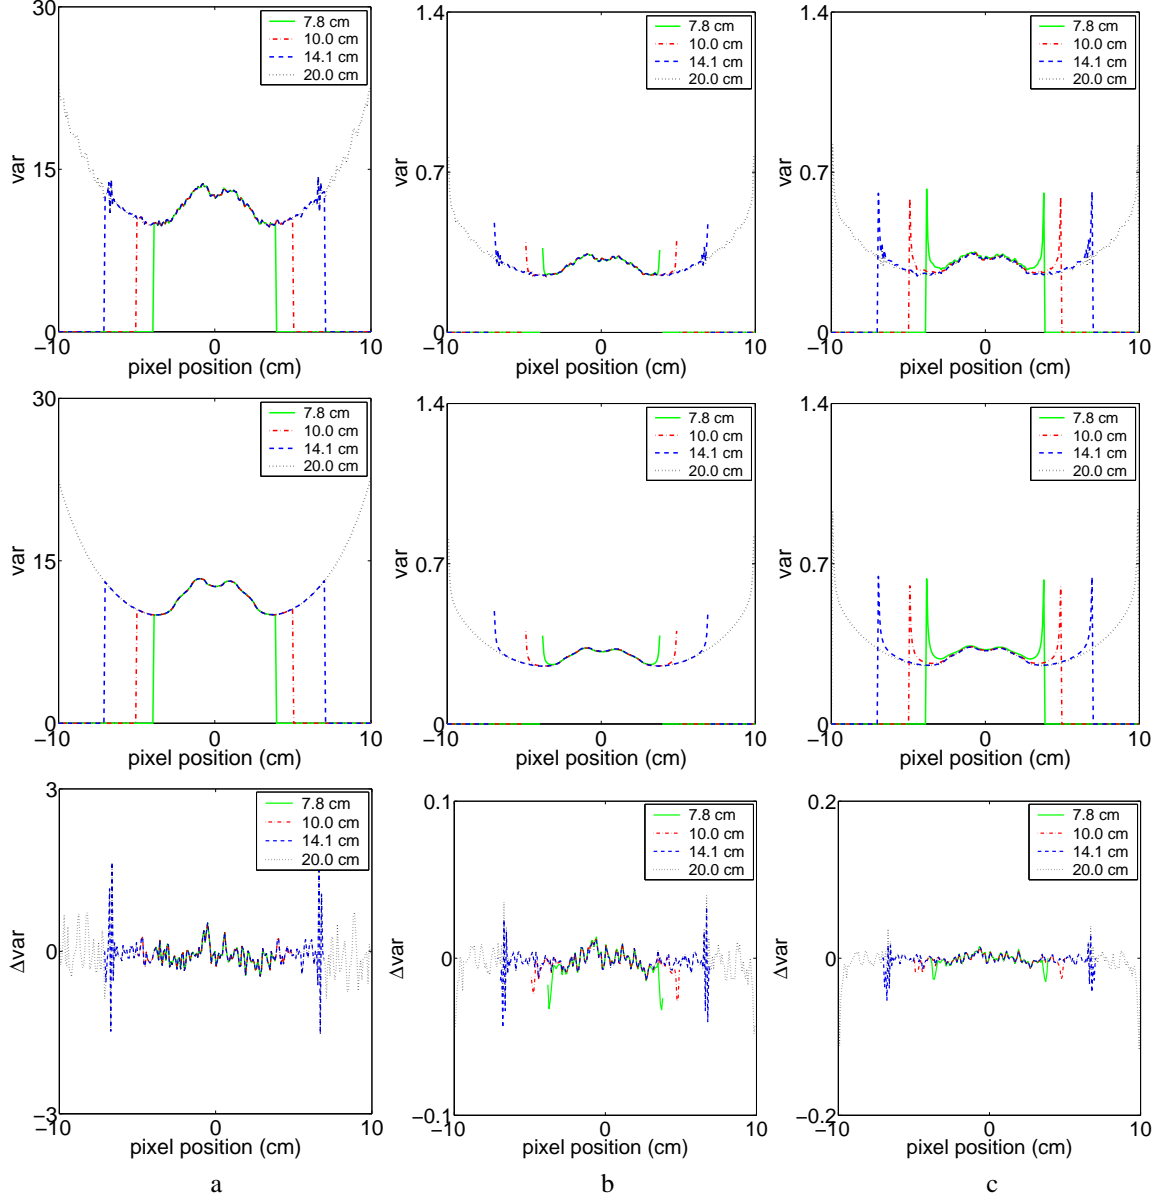 30
15
0
var
−10
0
10
pixel position (cm)
7.8 cm
10.0 cm
14.1 cm
20.0 cm
1.4
0.7
0
var
−10
0
10
pixel position (cm)
7.8 cm
10.0 cm
14.1 cm
20.0 cm
1.4
0.7
0
var
−10
0
10
pixel position (cm)
7.8 cm
10.0 cm
14.1 cm
20.0 cm
30
15
0
var
−10
0
10
pixel position (cm)
7.8 cm
10.0 cm
14.1 cm
20.0 cm
1.4
0.7
0
var
−10
0
10
pixel position (cm)
7.8 cm
10.0 cm
14.1 cm
20.0 cm
1.4
0.7
0
var
−10
0
10
pixel position (cm)
7.8 cm
10.0 cm
14.1 cm
20.0 cm
3
0
−3
Δvar
−10
0
10
pixel position (cm)
7.8 cm
10.0 cm
14.1 cm
20.0 cm
0.1
0
−0.1
Δvar
−10
0
10
pixel position (cm)
7.8 cm
10.0 cm
14.1 cm
20.0 cm
0.2
0
−0.2
Δvar
−10
0
10
pixel position (cm)
7.8 cm
10.0 cm
14.1 cm
20.0 cm
a
b
c